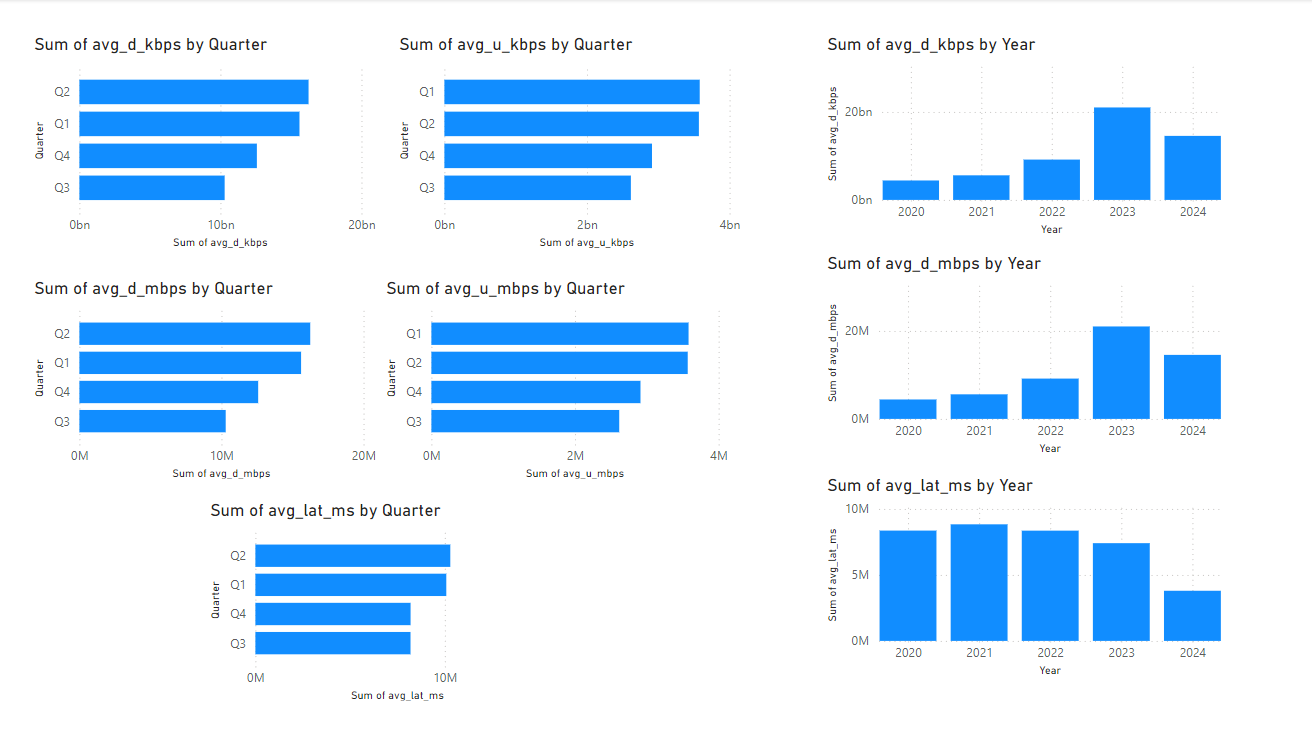 Sum of avg_d_kbps by Quarter
Quarter
Q2
Q1
Q4
Q3
0bn 10bn 20bn
Sum of avg_d_kbps
Sum of avg_u_kbps by Quarter
Quarter
Q1
Q2
Q4
Q3
0bn 2bn 4bn
Sum of avg_u_kbps
Sum of avg_d_kbps by Year
Sum of avg_d_kbps
20bn
0bn
2020 2021 2022 2023 2024
Year
Sum of avg_d_mbps by Quarter
Quarter
Q2
Q1
Q4
Q3
0M 10M 20M
Sum of avg_d_mbps
Sum of avg_u_mbps by Quarter
Quarter
Q1
Q2
Q4
Q3
0M 2M 4M
Sum of avg_u_mbps
Sum of avg_d_mbps by Year
Sum of avg_d_mbps
20M
0M
2020 2021 2022 2023 2024
Year
Sum of avg_lat_ms by Quarter
Quarter
Q2
Q1
Q4
Q3
0M 10M
Sum of avg_lat_ms
Sum of avg_lat_ms by Year
Sum of avg_lat_ms
10M
5M
0M
2020 2021 2022 2023 2024
Year